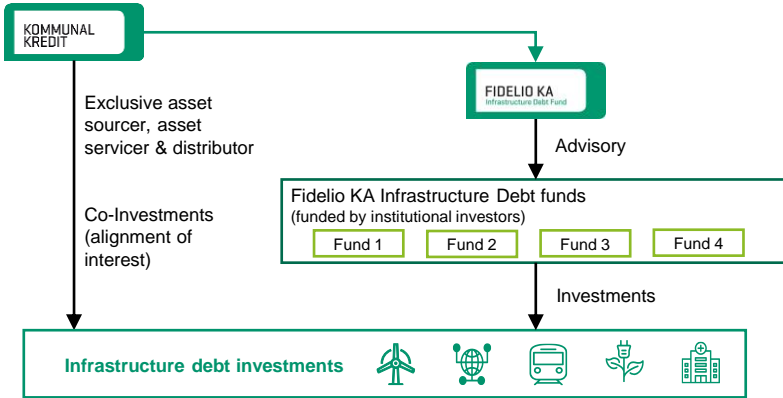 KOMMUNAL
KREDIT
FIDELIO KA
Infrastructure Debt Fund
Exclusive asset
sourcer, asset
servicer & distributor
Advisory
Co-Investments
(alignment of
interest)
Fidelio KA Infrastructure Debt funds
(funded by institutional investors)
Fund 1
Fund 2
Fund 3
Fund 4
Investments
Infrastructure debt investments